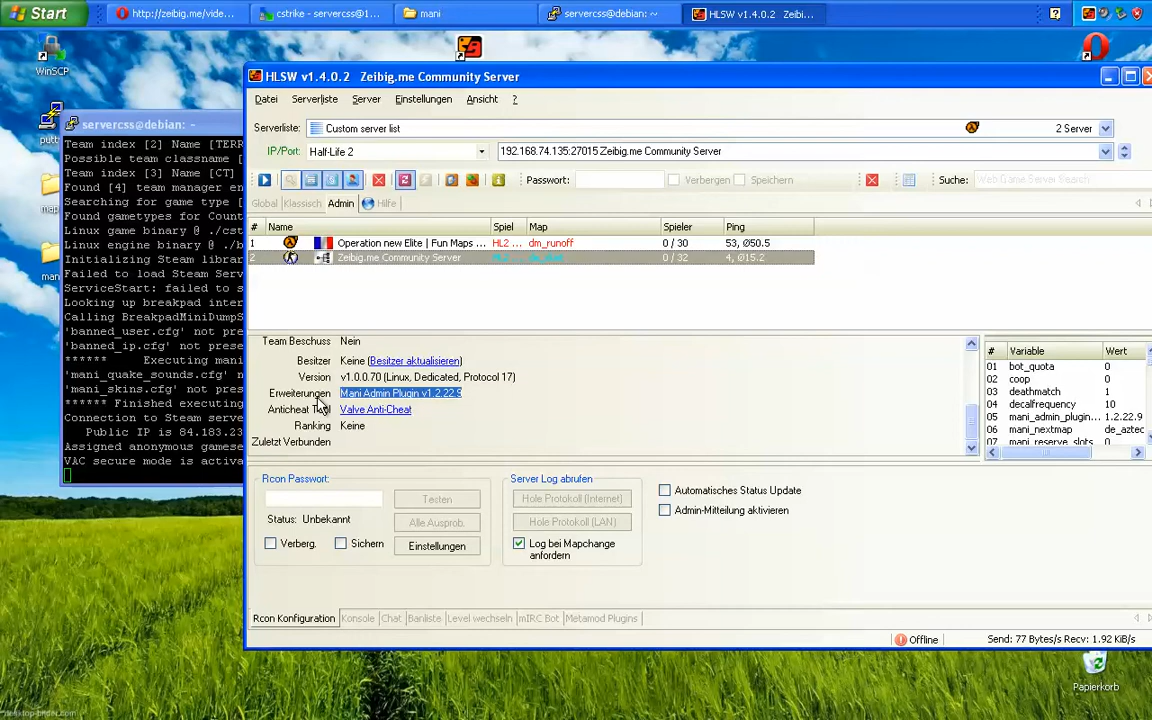 Start
http://zeibig.me/vide...
cstrike - servercss@1...
mani
servercss@debian: ~
HLSW v1.4.0.2 Zeibi...
WinSCP
putt
map
man
servercss@debian: ~
Team index [2] Name [TERR
Possible team classname [
Team index [3] Name [CT]
Found [4] team manager en
Searching for game type [
Found gametypes for Count
Linux game binary @ ./cst
Linux engine binary @ ./b
Initializing Steam librar
Failed to load Steam Serv
ServiceStart: failed to s
Looking up breakpad inter
Calling BreakpadMiniDumpS
'banned_user.cfg' not pre
'banned_ip.cfg' not prese
****** Executing mani
'mani_quake_sounds.cfg' n
'mani_skins.cfg' not pres
****** Finished executing
Connection to Steam serve
Public IP is 84.183.23
Assigned anonymous gamese
VAC secure mode is activa
HLSW v1.4.0.2 Zeibig.me Community Server
Datei Serverliste Server Einstellungen Ansicht ?
Serverliste: Custom server list 2 Server
IP/Port: Half-Life 2 192.168.74.135:27015 Zeibig.me Community Server
Passwort: Verbergen Speichern Suche: Web Game Server Search
Global Klassisch Admin Hilfe
# Name Spiel Map Spieler Ping
1 Operation new Elite | Fun Maps ... HL2 ... dm_runoff 0 / 30 53, Ø50.5
2 Zeibig.me Community Server HL2 ... 0 / 32 4, Ø15.2
Team Beschuss Nein
Besitzer Keine (Besitzer aktualisieren)
Version v1.0.0.70 (Linux, Dedicated, Protocol 17)
Erweiterungen Mani Admin Plugin v1.2.22.9
Anticheat Valve Anti-Cheat
Ranking Keine
Zuletzt Verbunden
# Variable Wert
01 bot_quota 0
02 coop 0
03 deathmatch 1
04 decalfrequency 10
05 mani_admin_plugin... 1.2.22.9
06 mani_nextmap de_aztec
07 mani_reserve_slots 0
Rcon Passwort:
Testen
Status: Unbekannt
Alle Ausprob.
Verberg. Sichern Einstellungen
Server Log abrufen
Hole Protokoll (Internet)
Hole Protokoll (LAN)
Log bei Mapchange
anfordern
Automatisches Status Update
Admin-Mitteilung aktivieren
Rcon Konfiguration Konsole Chat Banliste Level wechseln mIRC Bot Metamod Plugins
Offline Send: 77 Bytes/s Recv: 1.92 KiB/s
Papierkorb